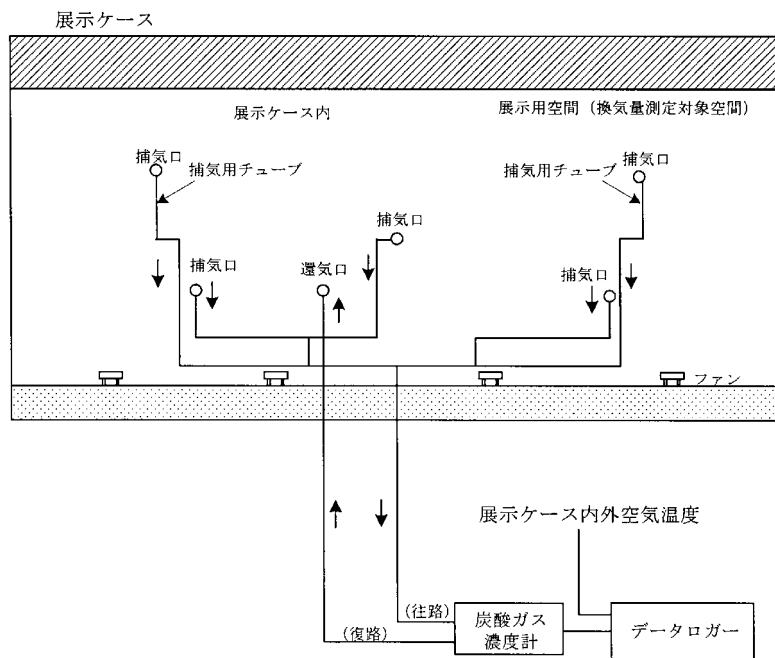 展示ケース
展示ケース内
展示用空間（換気量測定対象空間）
捕気口
捕気用チューブ
捕気口
捕気用チューブ
捕気口
捕気口
還気口
捕気口
ファン
展示ケース内外空気温度
（往路）
（復路）
炭酸ガス
濃度計
データロガー